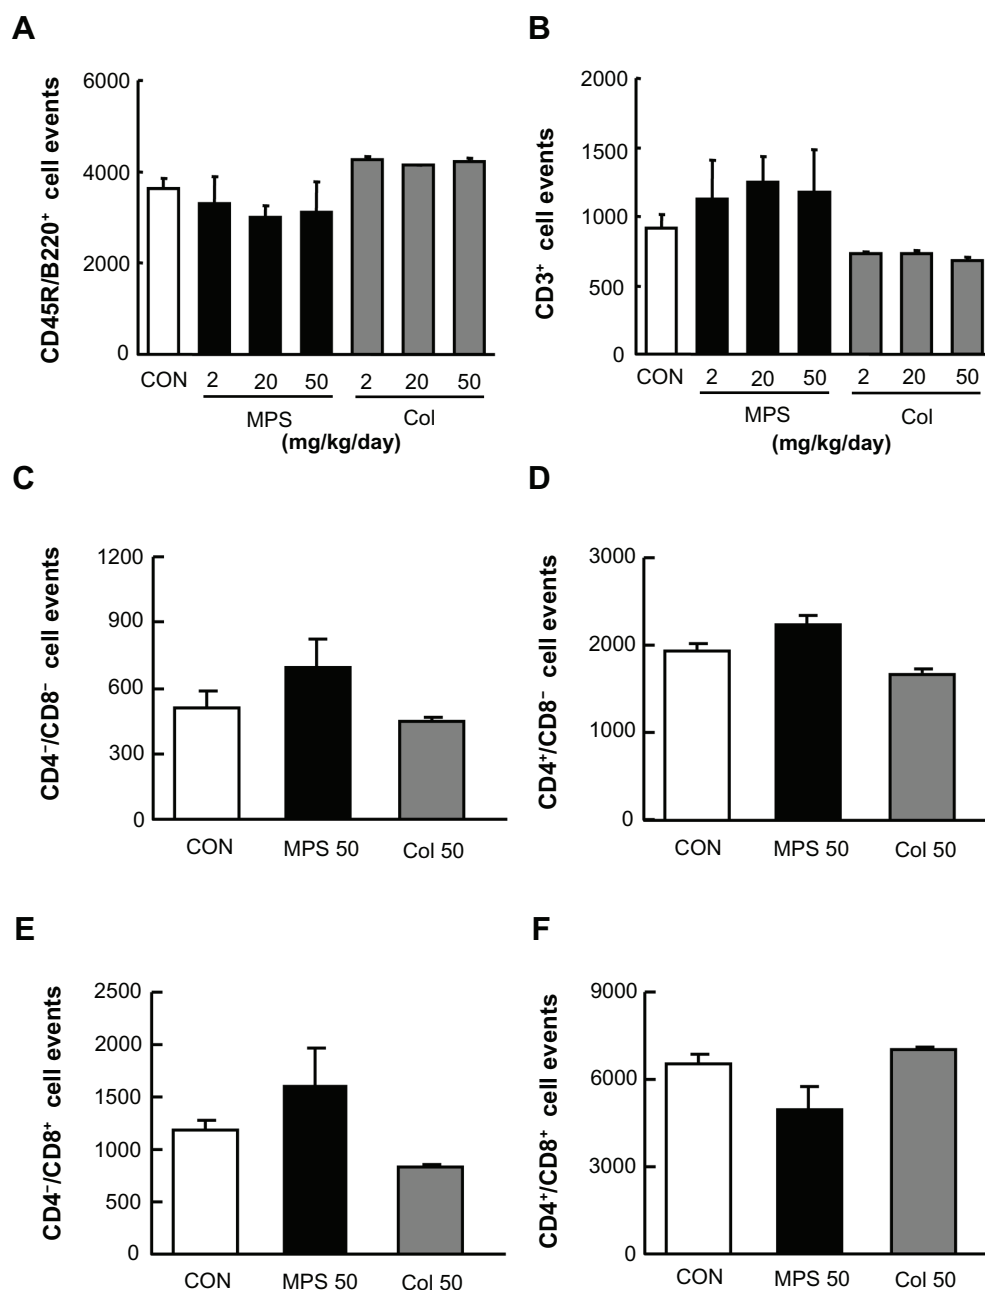 A
CD45R/B220⁺ cell events
6000
4000
2000
0
CON 2 20 50 2 20 50
MPS Col
(mg/kg/day)
B
CD3⁺ cell events
2000
1500
1000
500
0
CON 2 20 50 2 20 50
MPS Col
(mg/kg/day)
C
CD4⁻/CD8⁻ cell events
1200
900
600
300
0
CON MPS 50 Col 50
D
CD4⁺/CD8⁻ cell events
3000
2000
1000
0
CON MPS 50 Col 50
E
CD4⁻/CD8⁺ cell events
2500
2000
1500
1000
500
0
CON MPS 50 Col 50
F
CD4⁺/CD8⁺ cell events
9000
6000
3000
0
CON MPS 50 Col 50